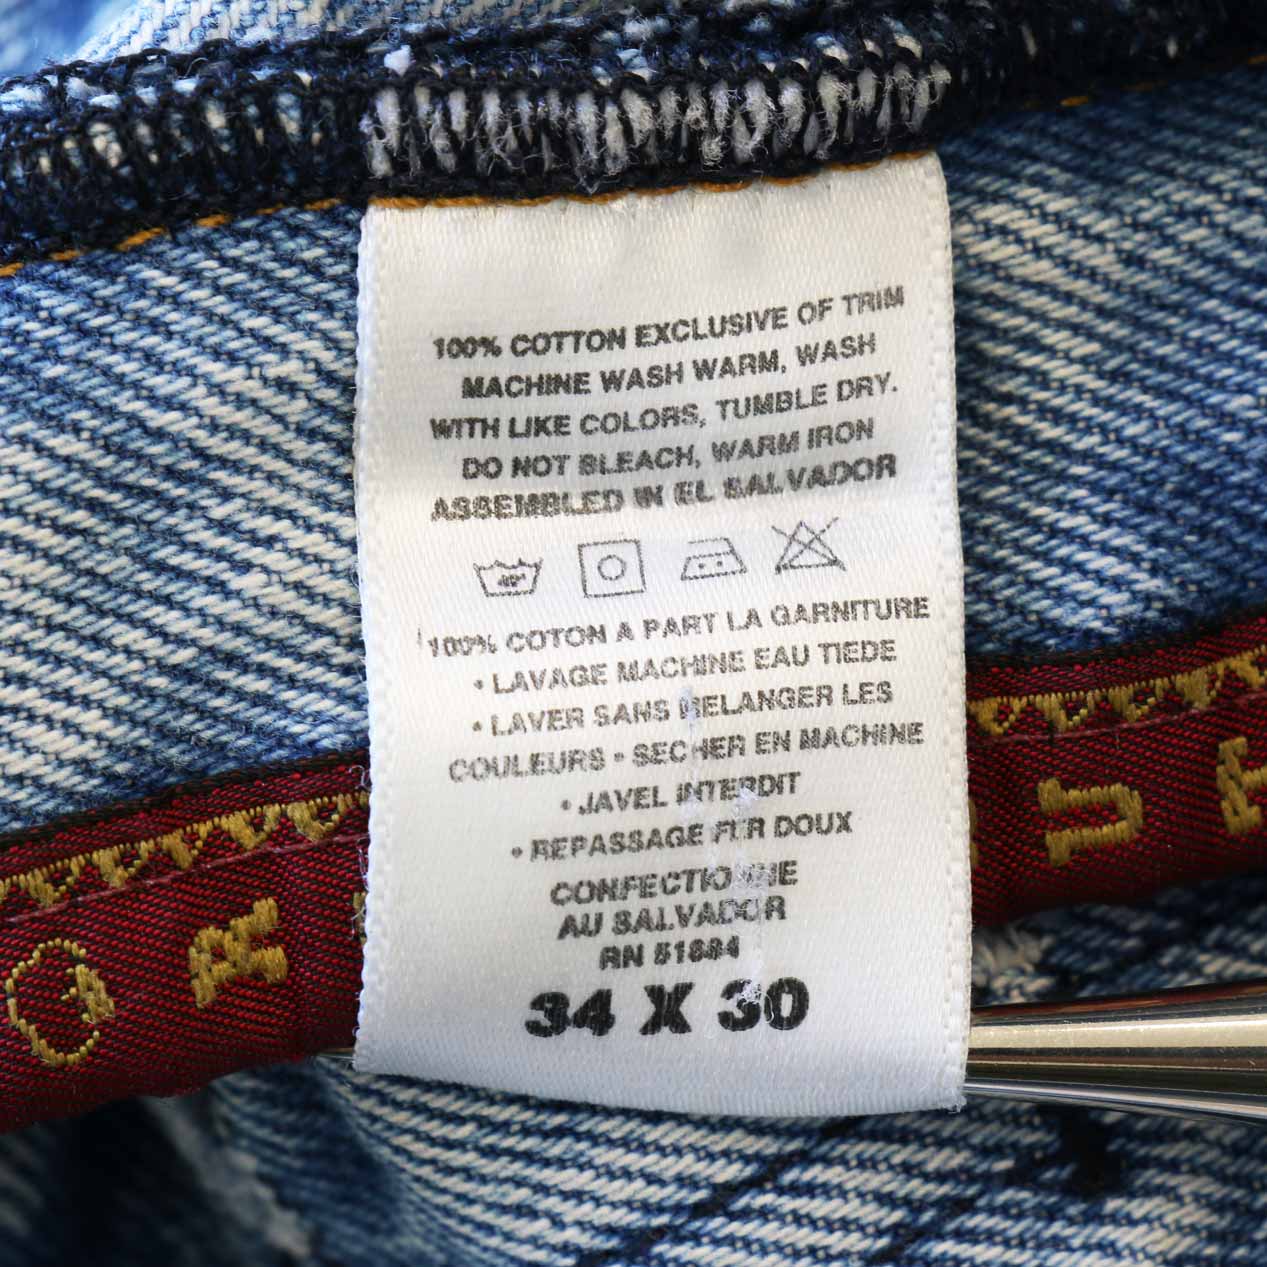 100% COTTON EXCLUSIVE OF TRIM
MACHINE WASH WARM, WASH
WITH LIKE COLORS, TUMBLE DRY.
DO NOT BLEACH, WARM IRON
ASSEMBLED IN EL SALVADOR
100% COTON A PART LA GARNITURE
• LAVAGE MACHINE EAU TIEDE
• LAVER SANS MELANGER LES
COULEURS • SECHER EN MACHINE
• JAVEL INTERDIT
• REPASSAGE FER DOUX
CONFECTIONNE
AU SALVADOR
RN 51884
34 X 30